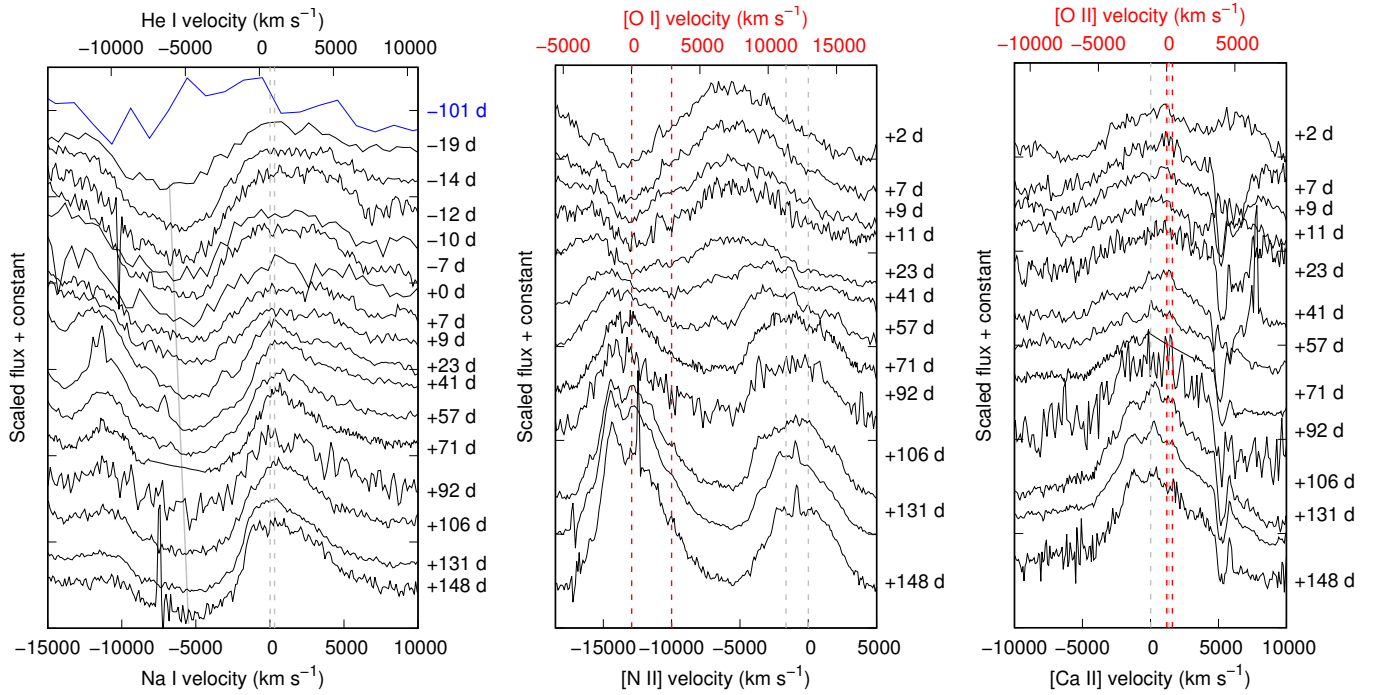 He I velocity (km s⁻¹)
−10000 −5000 0 5000 10000
Scaled flux + constant
−101 d
−19 d
−14 d
−12 d
−10 d
−7 d
+0 d
+7 d
+9 d
+23 d
+41 d
+57 d
+71 d
+92 d
+106 d
+131 d
+148 d
−15000 −10000 −5000 0 5000 10000
Na I velocity (km s⁻¹)
[O I] velocity (km s⁻¹)
−5000 0 5000 10000 15000
Scaled flux + constant
+2 d
+7 d
+9 d
+11 d
+23 d
+41 d
+57 d
+71 d
+92 d
+106 d
+131 d
+148 d
−15000 −10000 −5000 0 5000
[N II] velocity (km s⁻¹)
[O II] velocity (km s⁻¹)
−10000 −5000 0 5000
Scaled flux + constant
+2 d
+7 d
+9 d
+11 d
+23 d
+41 d
+57 d
+71 d
+92 d
+106 d
+131 d
+148 d
−10000 −5000 0 5000 10000
[Ca II] velocity (km s⁻¹)